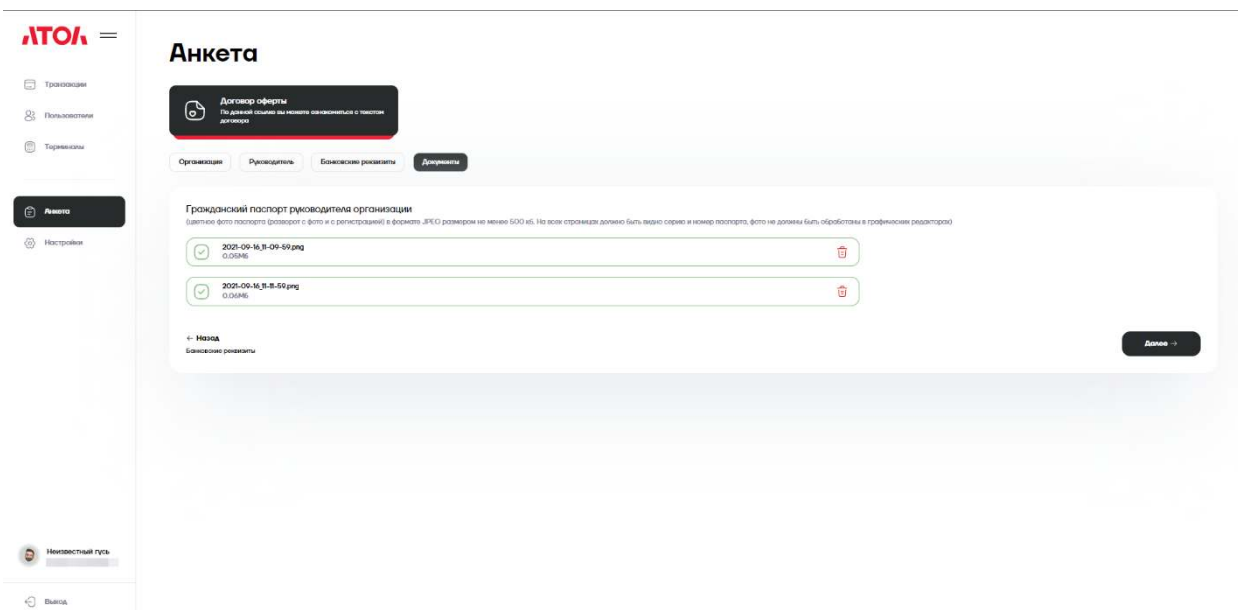 АТОЛ
Транзакции
Пользователи
Терминалы
Анкета
Настройки
Неизвестный гусь
Выход
Анкета
Договор оферты
По данной ссылке вы можете ознакомиться с текстом
договора
Организация
Руководитель
Банковские реквизиты
Документы
Гражданский паспорт руководителя организации
(цветное фото паспорта (разворот с фото и с регистрацией) в формате JPEG размером не менее 500 кб. На всех страницах должно быть видно серию и номер паспорта, фото не должны быть обработаны в графических редакторах)
2021-09-16_11-09-59.png
0.05Мб
2021-09-16_11-11-59.png
0.06Мб
← Назад
Банковские реквизиты
Далее →